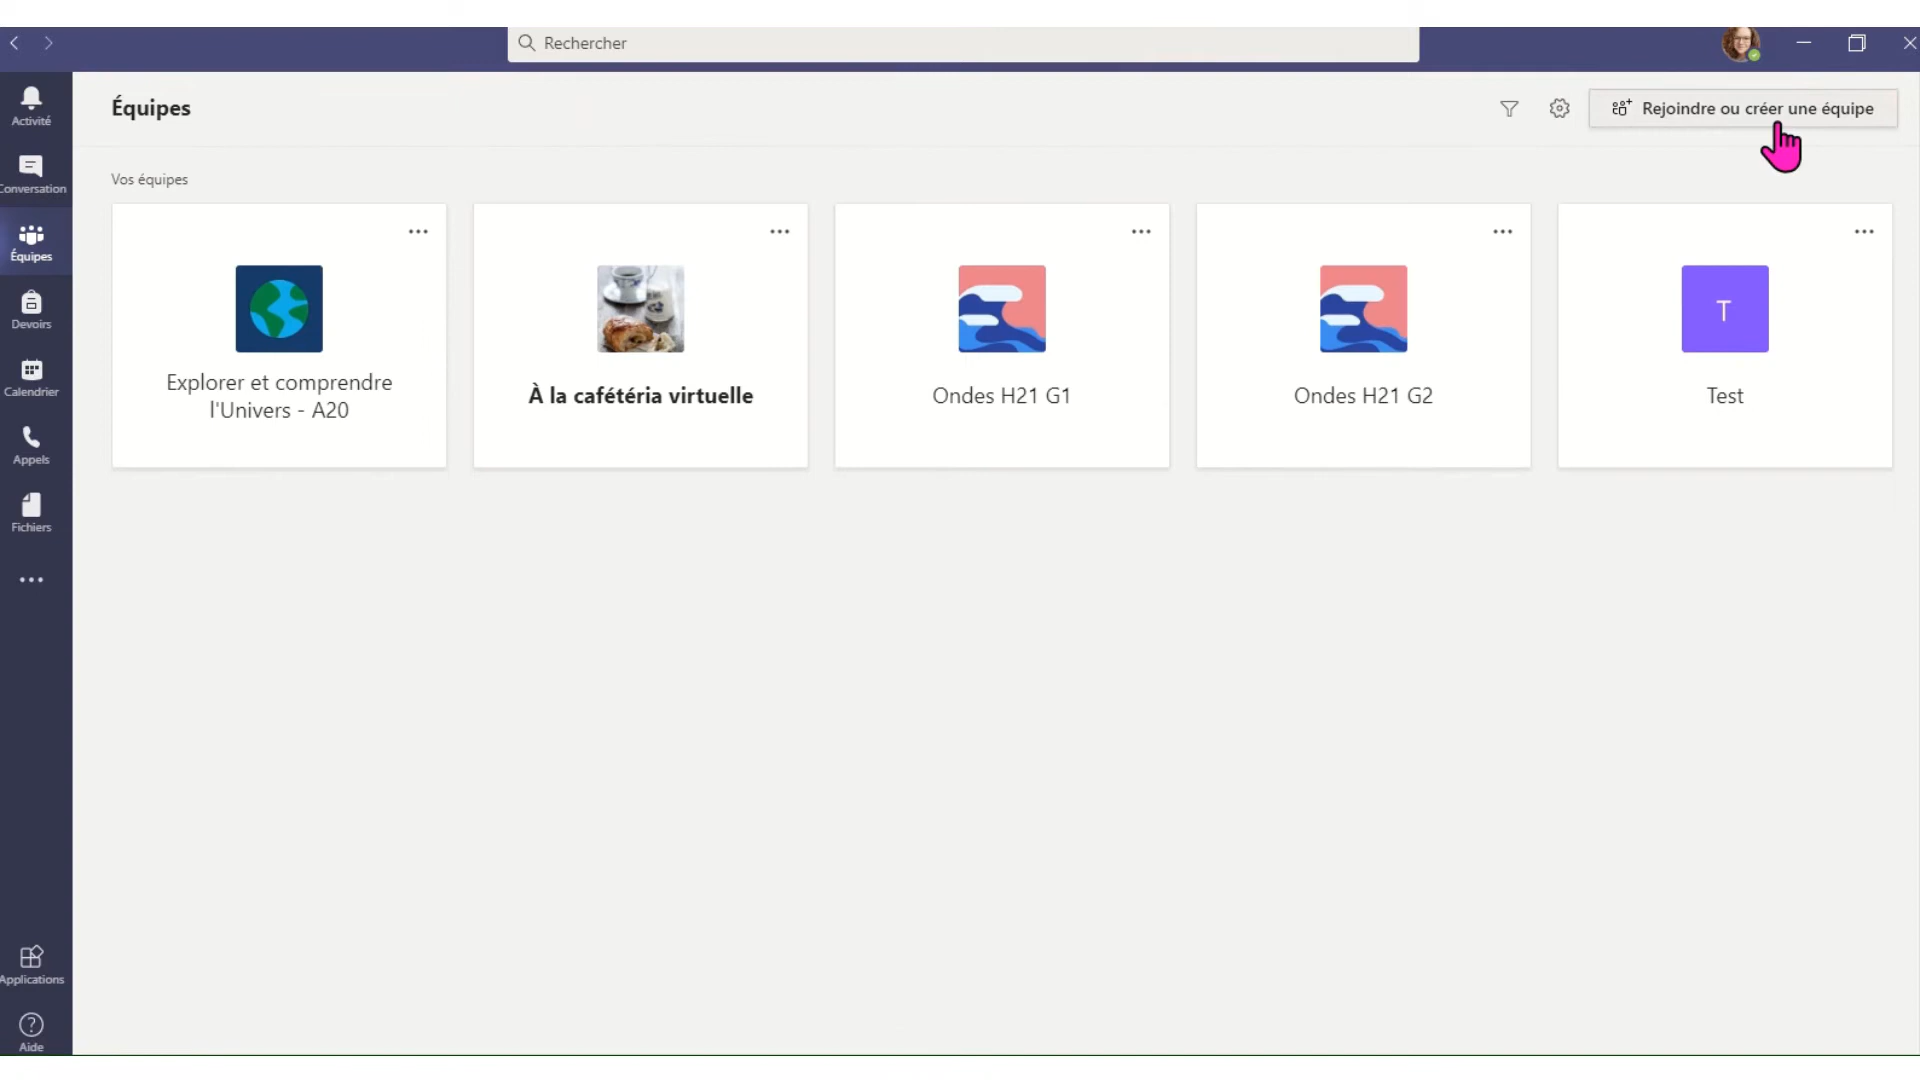 Rechercher
Activité
Conversation
Équipes
Devoirs
Calendrier
Appels
Fichiers
Applications
Aide
Équipes
Rejoindre ou créer une équipe
Vos équipes
Explorer et comprendre
l'Univers - A20
À la cafétéria virtuelle
Ondes H21 G1
Ondes H21 G2
T
Test